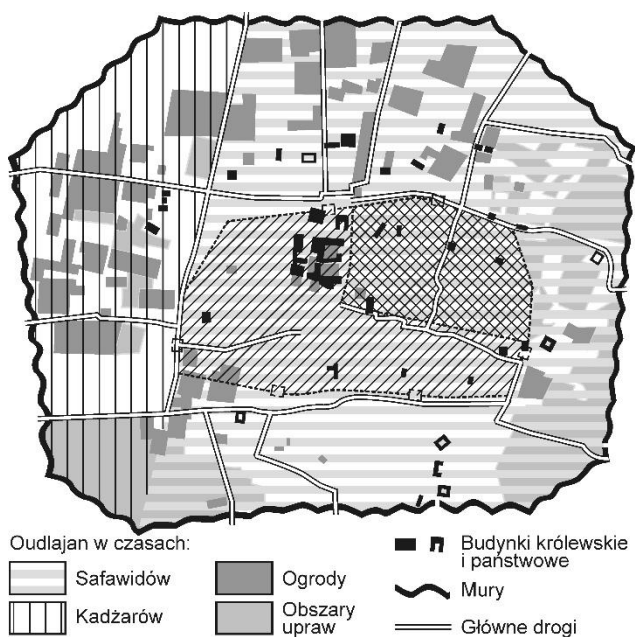 Oudlajan w czasach:
Safawidów
Kadżarów
Ogrody
Obszary
upraw
Budynki królewskie
i państwowe
Mury
Główne drogi